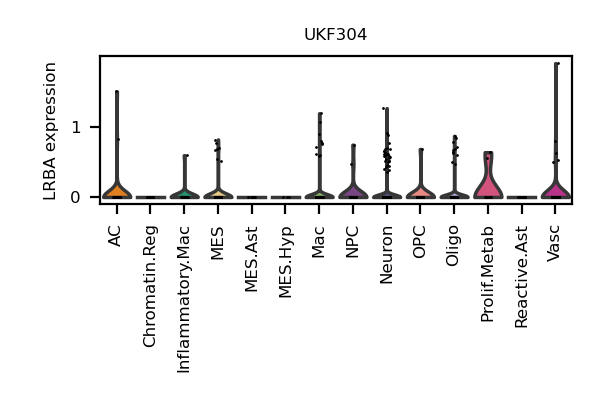 UKF304
LRBA expression
1
0
AC
Chromatin.Reg
Inflammatory.Mac
MES
MES.Ast
MES.Hyp
Mac
NPC
Neuron
OPC
Oligo
Prolif.Metab
Reactive.Ast
Vasc